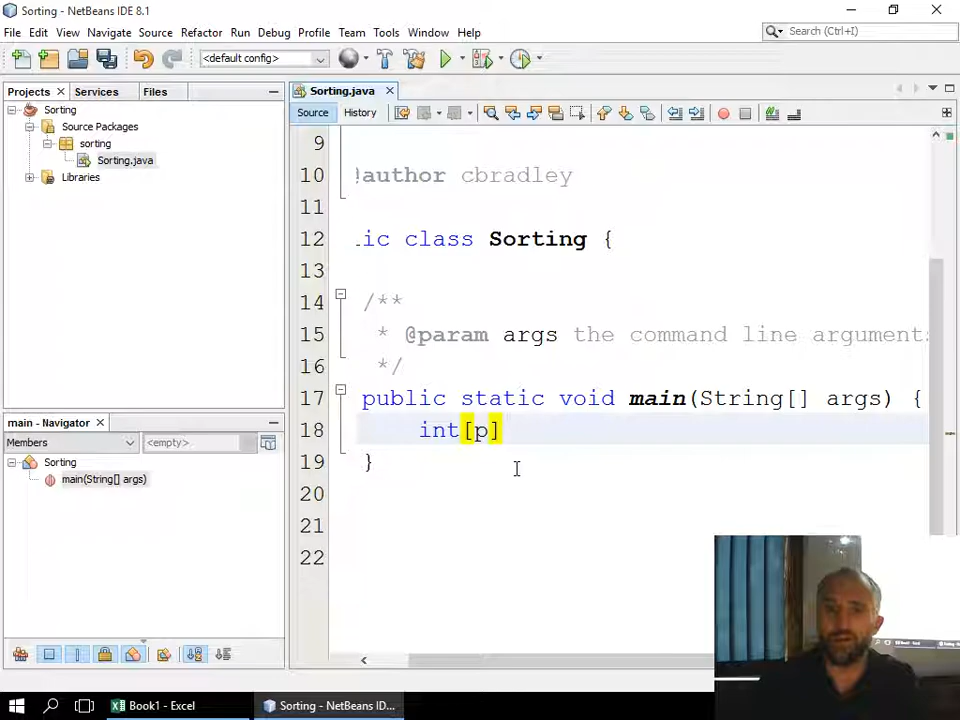 Sorting - NetBeans IDE 8.1
File Edit View Navigate Source Refactor Run Debug Profile Team Tools Window Help
Search (Ctrl+I)
<default config>
Projects Services Files
Sorting.java
Sorting
Source Packages
sorting
Sorting.java
Libraries
Source History
9
10 author cbradley
11
12 ic class Sorting {
13
14 /**
15 * @param args the command line arguments
16 */
17 public static void main(String[] args) {
18 int[p]
19 }
20
21
22
main - Navigator
Members <empty>
Sorting
main(String[] args)
Book1 - Excel
Sorting - NetBeans ID...